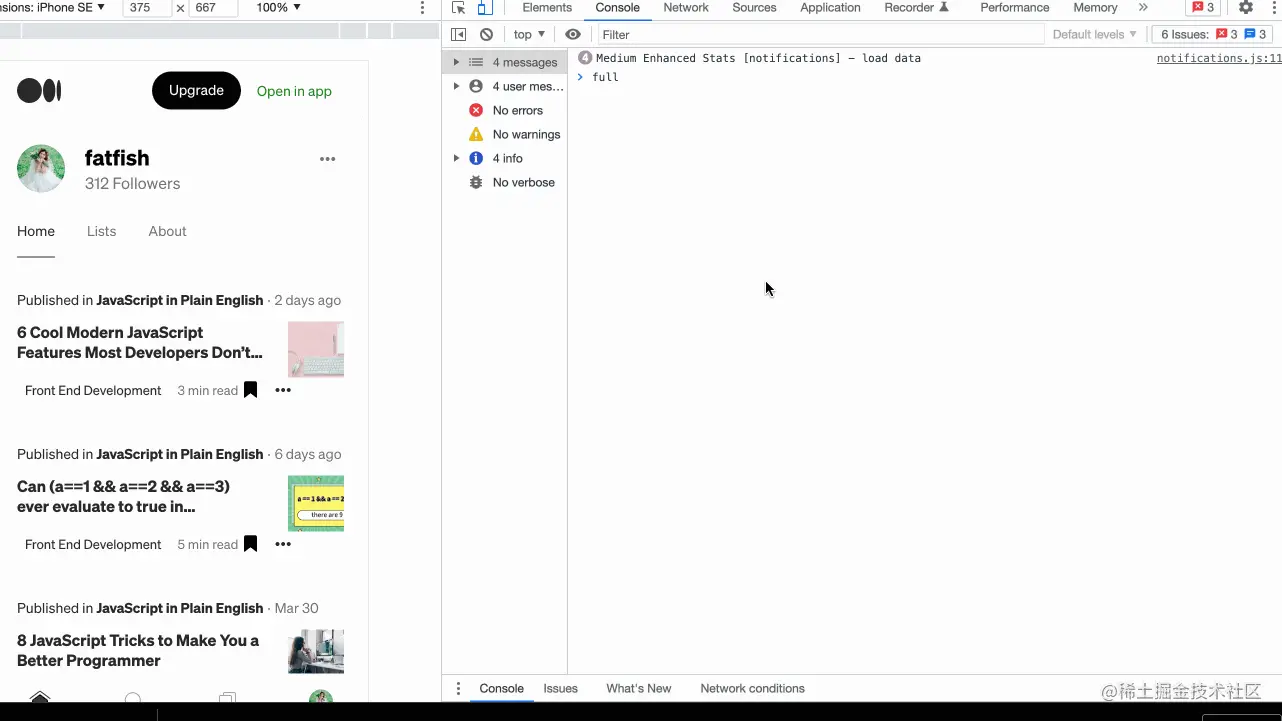 nsions: iPhone SE ▼ 375 × 667 100% ▼
Elements Console Network Sources Application Recorder Performance Memory » 3
top ▼ Filter Default levels ▼ 6 Issues: 3 3
4 messages
4 user mes...
No errors
No warnings
4 info
No verbose
4 Medium Enhanced Stats [notifications] – load data notifications.js:11
> full
Upgrade Open in app
fatfish
312 Followers
Home Lists About
Published in JavaScript in Plain English · 2 days ago
6 Cool Modern JavaScript
Features Most Developers Don't...
Front End Development 3 min read
Published in JavaScript in Plain English · 6 days ago
Can (a==1 && a==2 && a==3)
ever evaluate to true in...
a == 1 && a == 2
there are 9
Front End Development 5 min read
Published in JavaScript in Plain English · Mar 30
8 JavaScript Tricks to Make You a
Better Programmer
Console Issues What's New Network conditions
@稀土掘金技术社区